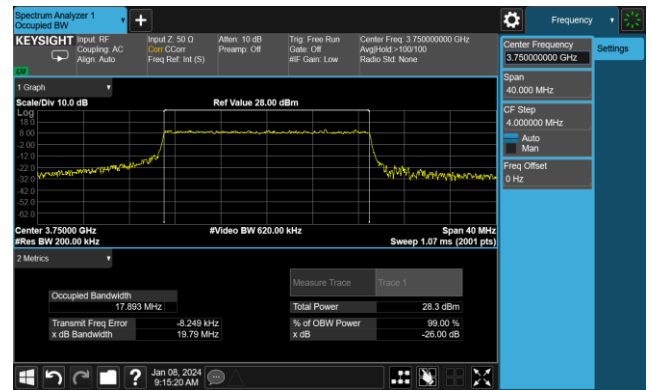 Spectrum Analyzer 1
Occupied BW
Frequency
KEYSIGHT
Input: RF
Coupling: AC
Align: Auto
Input Z: 50 Ω
Corr CCorr
Freq Ref: Int (S)
Atten: 10 dB
Preamp: Off
Trig: Free Run
Gate: Off
#IF Gain: Low
Center Freq: 3.750000000 GHz
Avg|Hold:>100/100
Radio Std: None
Center Frequency
3.750000000 GHz
Settings
Span
40.000 MHz
CF Step
4.000000 MHz
Auto
Man
Freq Offset
0 Hz
1 Graph
Scale/Div 10.0 dB
Ref Value 28.00 dBm
Log
18.0
8.00
-2.00
-12.0
-22.0
-32.0
-42.0
-52.0
-62.0
Center 3.75000 GHz
#Video BW 620.00 kHz
Span 40 MHz
#Res BW 200.00 kHz
Sweep 1.07 ms (2001 pts)
2 Metrics
Measure Trace
Trace 1
Occupied Bandwidth
17.893 MHz
Total Power
28.3 dBm
Transmit Freq Error
-8.249 kHz
% of OBW Power
99.00 %
x dB Bandwidth
19.79 MHz
x dB
-26.00 dB
Jan 08, 2024
9:15:20 AM